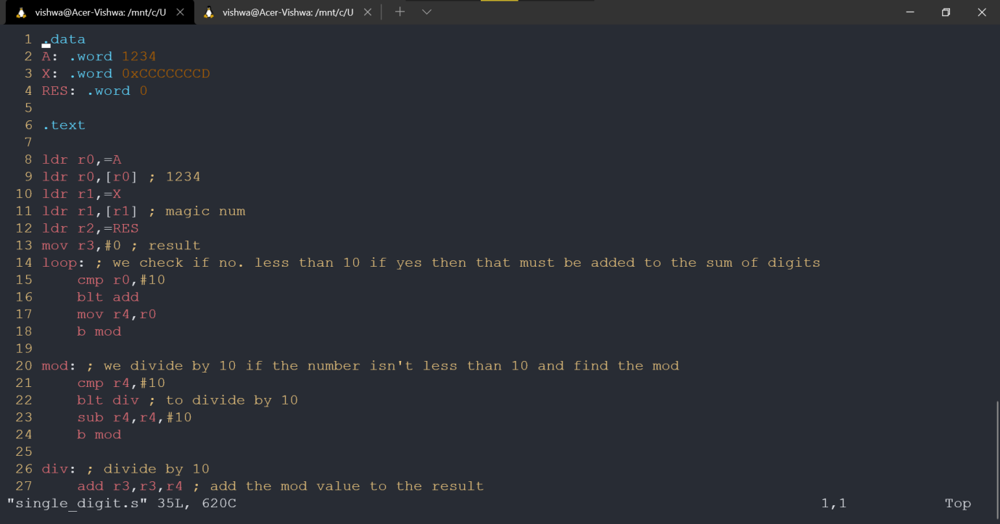 vishwa@Acer-Vishwa: /mnt/c/U vishwa@Acer-Vishwa: /mnt/c/U
1 .data
2 A: .word 1234
3 X: .word 0xCCCCCCCD
4 RES: .word 0
5
6 .text
7
8 ldr r0,=A
9 ldr r0,[r0] ; 1234
10 ldr r1,=X
11 ldr r1,[r1] ; magic num
12 ldr r2,=RES
13 mov r3,#0 ; result
14 loop: ; we check if no. less than 10 if yes then that must be added to the sum of digits
15     cmp r0,#10
16     blt add
17     mov r4,r0
18     b mod
19
20 mod: ; we divide by 10 if the number isn't less than 10 and find the mod
21     cmp r4,#10
22     blt div ; to divide by 10
23     sub r4,r4,#10
24     b mod
25
26 div: ; divide by 10
27     add r3,r3,r4 ; add the mod value to the result
"single_digit.s" 35L, 620C 1,1 Top